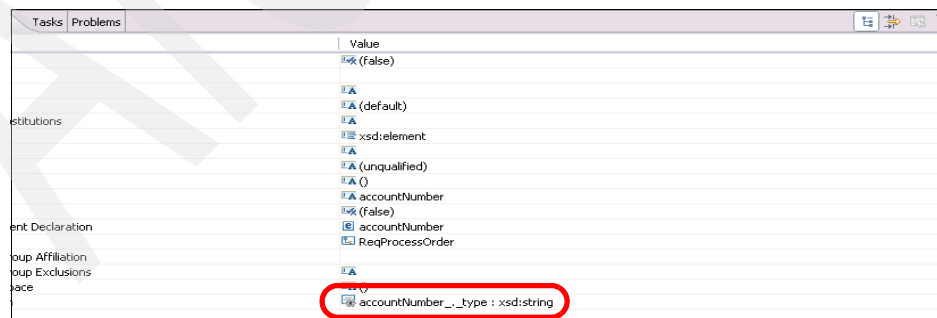 Tasks Problems
Value
(false)
A
A (default)
stitutions A
xsd:element
A
A (unqualified)
A ()
A accountNumber
(false)
ent Declaration e accountNumber
ReqProcessOrder
oup Affiliation
oup Exclusions A
pace A ()
) accountNumber_._type : xsd:string